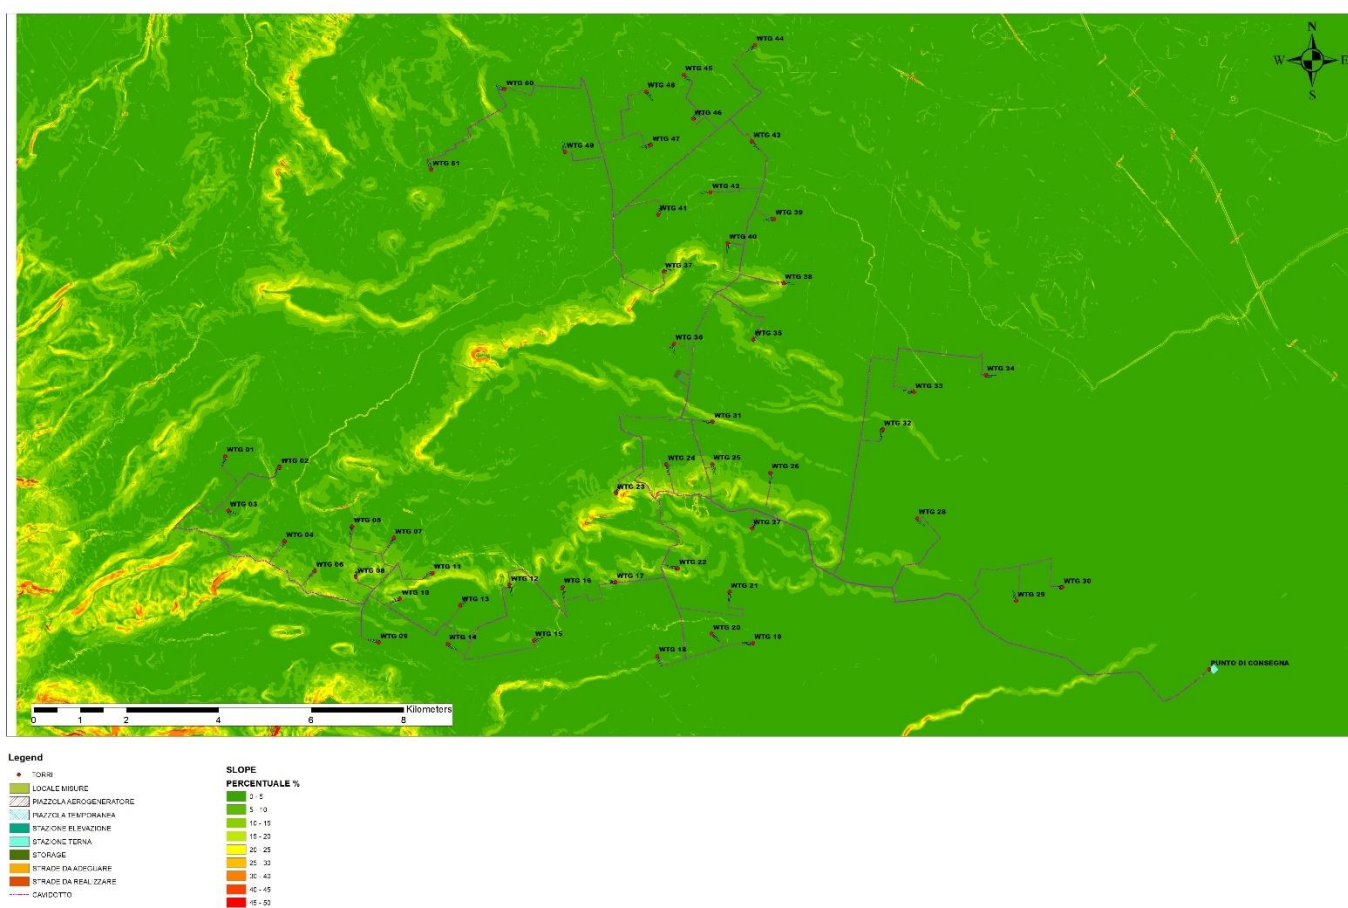 N
W E
S
WTG 44
WTG 45
WTG 50
WTG 48
WTG 46
WTG 43
WTG 47
WTG 49
WTG 51
WTG 42
WTG 41
WTG 39
WTG 40
WTG 37
WTG 38
WTG 35
WTG 36
WTG 34
WTG 33
WTG 31
WTG 32
WTG 01
WTG 02
WTG 24
WTG 25
WTG 26
WTG 23
WTG 03
WTG 05
WTG 28
WTG 27
WTG 04
WTG 07
WTG 06
WTG 08
WTG 11
WTG 22
WTG 12
WTG 16
WTG 17
WTG 30
WTG 21
WTG 29
WTG 10
WTG 13
WTG 09
WTG 14
WTG 15
WTG 20
WTG 19
WTG 18
PUNTO DI CONSEGNA
Kilometers
0 1 2 4 6 8
Legend
TORRI
LOCALE MISURE
PIAZZOLA AEROGENERATORE
PIAZZOLA TEMPORANEA
STAZIONE ELEVAZIONE
STAZIONE TERNA
STORAGE
STRADE DA ADEGUARE
STRADE DA REALIZZARE
CAVIDOTTO
SLOPE
PERCENTUALE %
0 - 5
5 - 10
10 - 15
15 - 20
20 - 25
25 - 30
30 - 40
40 - 45
45 - 50